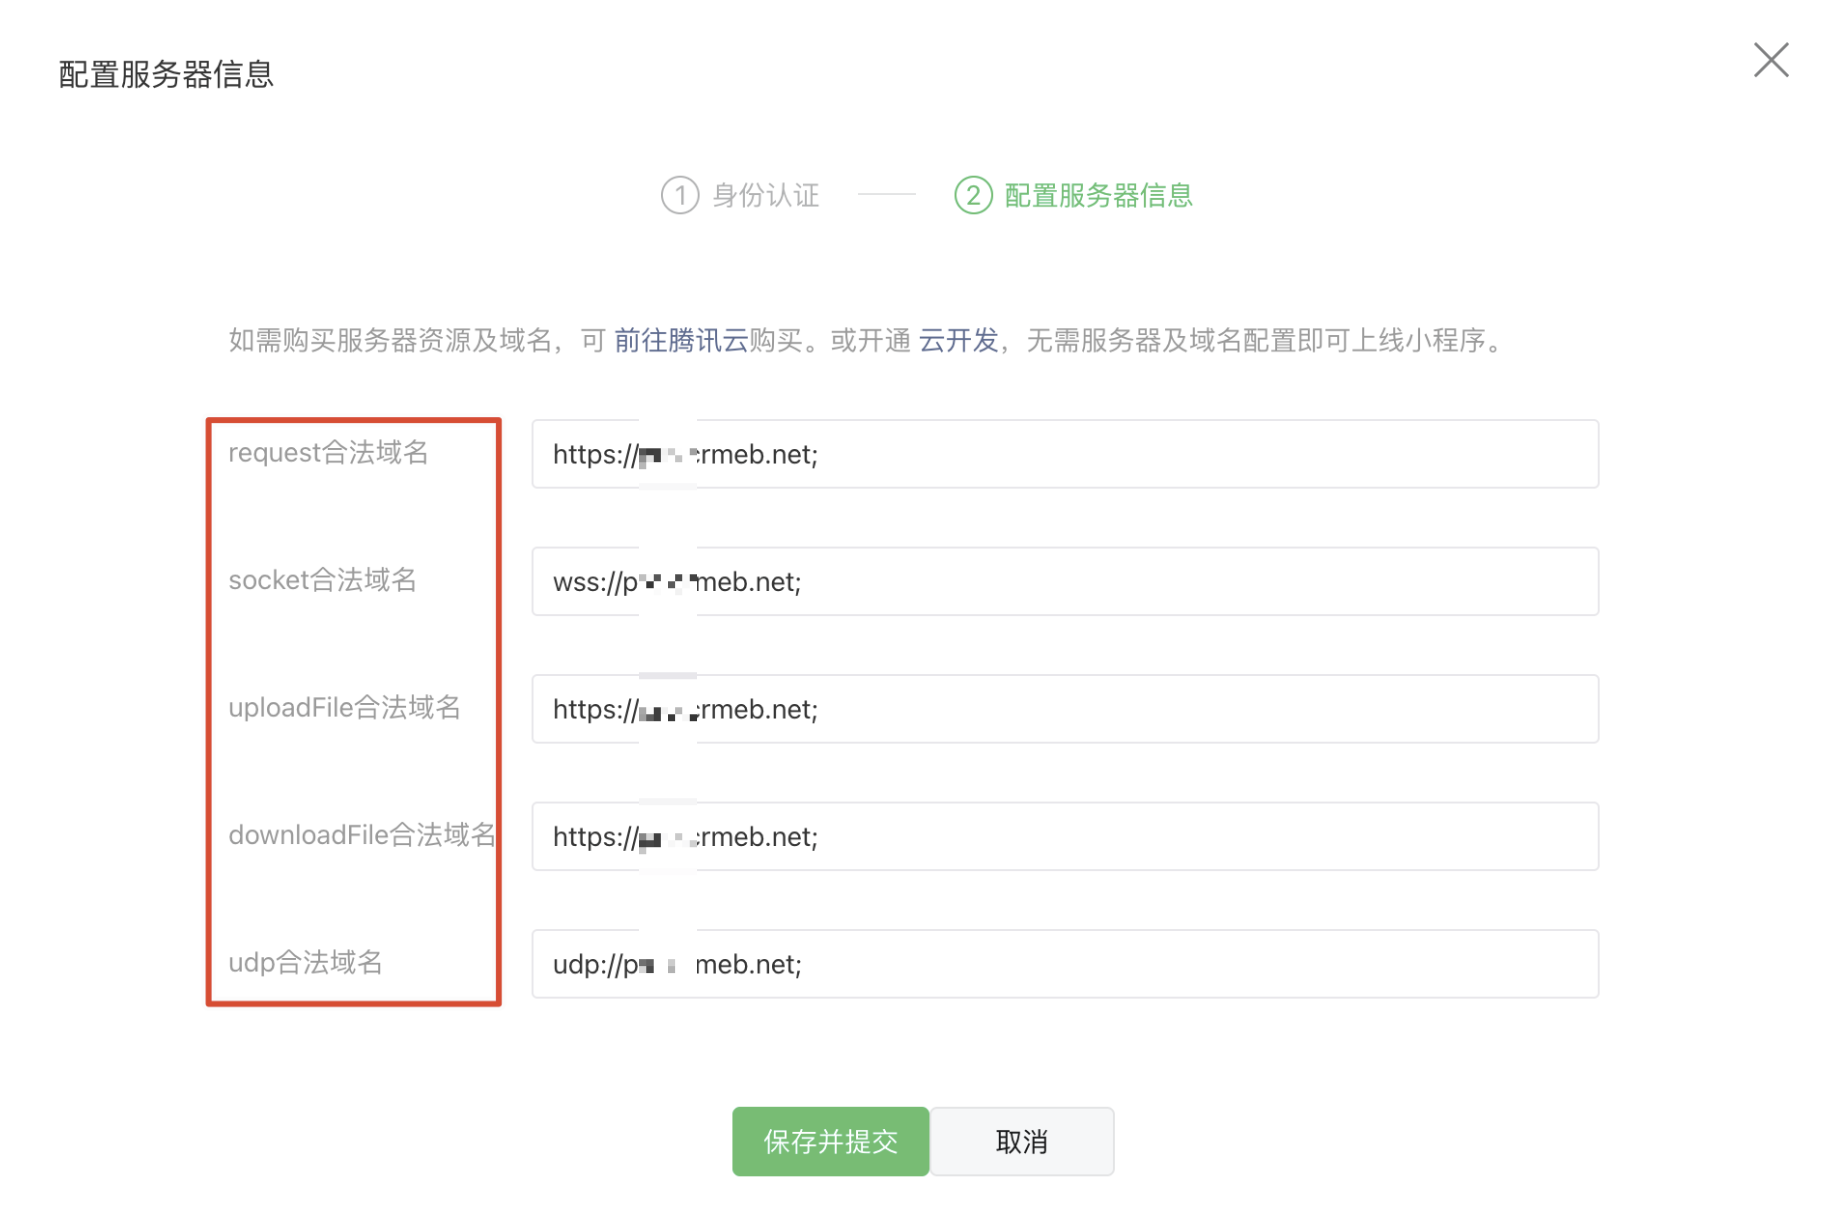 配置服务器信息
1 身份认证
2 配置服务器信息
如需购买服务器资源及域名，可 前往腾讯云购买。或开通 云开发，无需服务器及域名配置即可上线小程序。
request合法域名
https:// rmeb.net;
socket合法域名
wss://p meb.net;
uploadFile合法域名
https:// rmeb.net;
downloadFile合法域名
https:// rmeb.net;
udp合法域名
udp://p meb.net;
保存并提交
取消